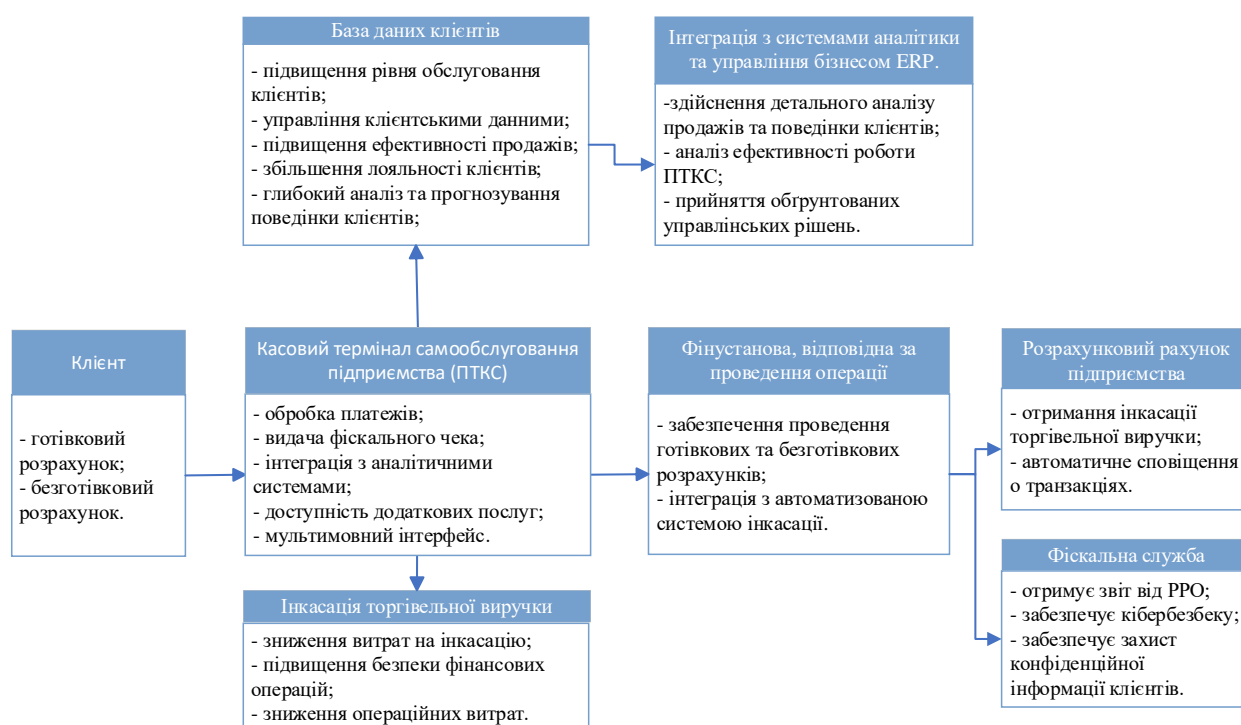 База даних клієнтів
- підвищення рівня обслуговання
клієнтів;
- управління клієнтськими данними;
- підвищення ефективності продажів;
- збільшення лояльності клієнтів;
- глибокий аналіз та прогнозування
поведінки клієнтів;
Інтеграція з системами аналітики
та управління бізнесом ERP.
-здійснення детального аналізу
продажів та поведінки клієнтів;
- аналіз ефективності роботи
ПТКС;
- прийняття обґрунтованих
управлінських рішень.
Клієнт
- готівковий
розрахунок;
- безготівковий
розрахунок.
Касовий термінал самообслуговання
підприємства (ПТКС)
- обробка платежів;
- видача фіскального чека;
- інтеграція з аналітичними
системами;
- доступність додаткових послуг;
- мультимовний інтерфейс.
Фінустанова, відповідна за
проведення операції
- забезпечення проведення
готівкових та безготівкових
розрахунків;
- інтеграція з автоматизованою
системою інкасації.
Розрахунковий рахунок
підприємства
- отримання інкасації
торгівельної виручки;
- автоматичне сповіщення
о транзакціях.
Фіскальна служба
- отримує звіт від РРО;
- забезпечує кібербезбеку;
- забезпечує захист
конфіденційної
інформації клієнтів.
Інкасація торгівельної виручки
- зниження витрат на інкасацію;
- підвищення безпеки фінансових
операцій;
- зниження операційних витрат.